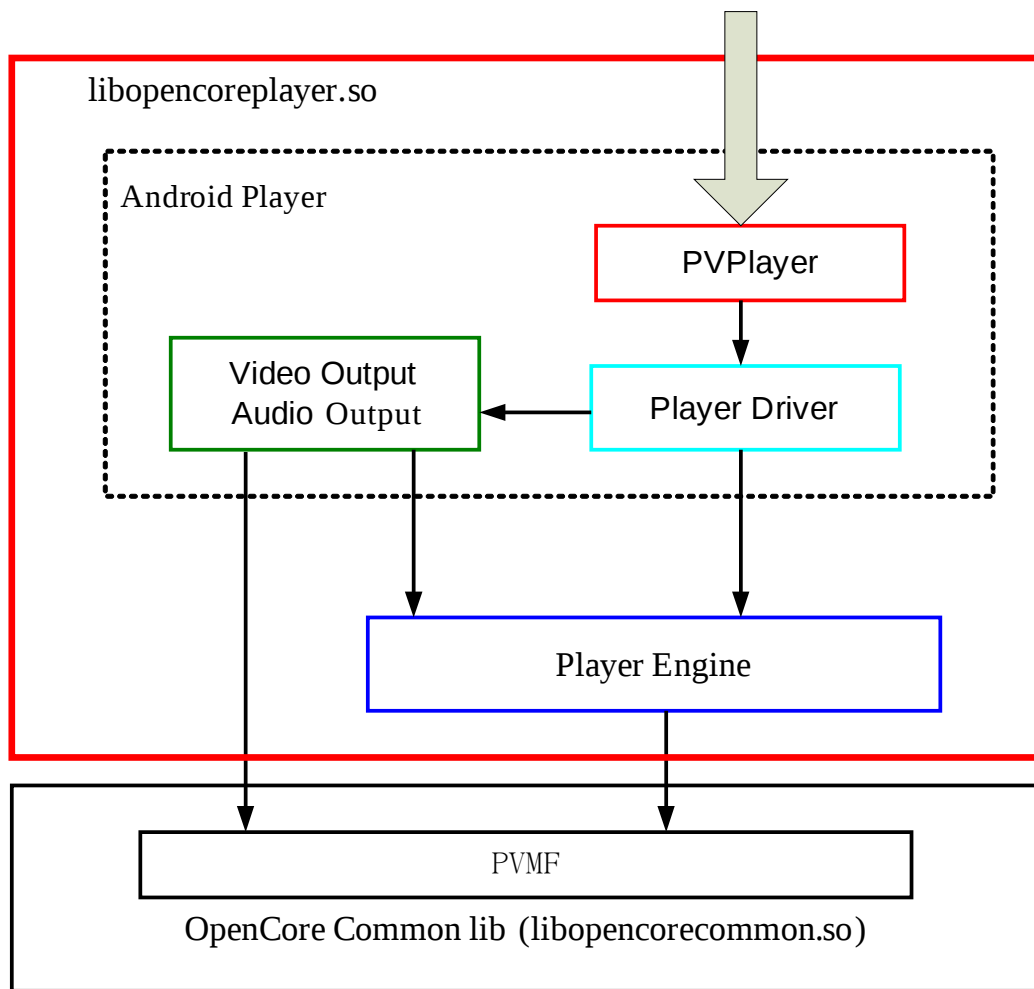 libopencoreplayer.so
Android Player
PVPlayer
Video Output
Audio Output
Player Driver
Player Engine
PVMF
OpenCore Common lib (libopencorecommon.so)